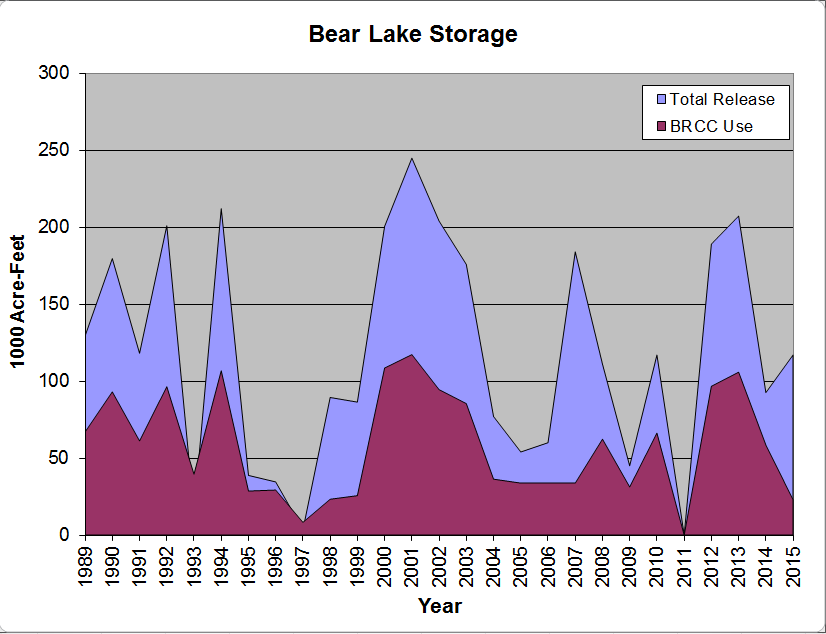 Bear Lake Storage
300
Total Release
BRCC Use
250
200
150
100
50
0
1000 Acre-Feet
1989 1990 1991 1992 1993 1994 1995 1996 1997 1998 1999 2000 2001 2002 2003 2004 2005 2006 2007 2008 2009 2010 2011 2012 2013 2014 2015
Year